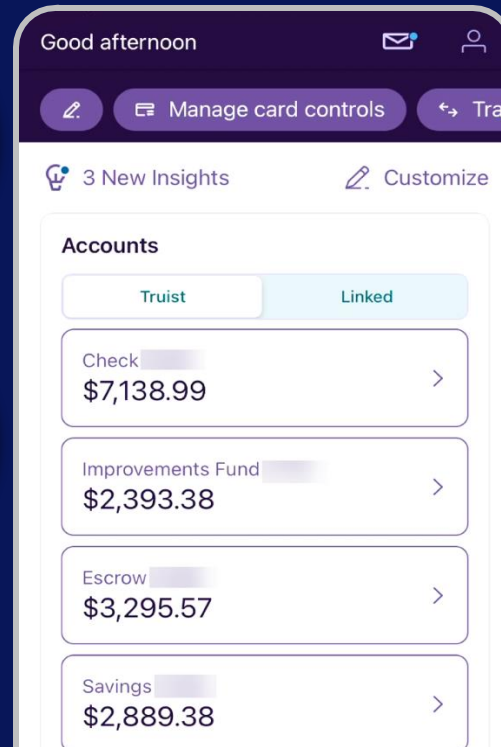 Good afternoon
Manage card controls
Tra
3 New Insights
Customize
Accounts
Truist
Linked
Check
$7,138.99
Improvements Fund
$2,393.38
Escrow
$3,295.57
Savings
$2,889.38